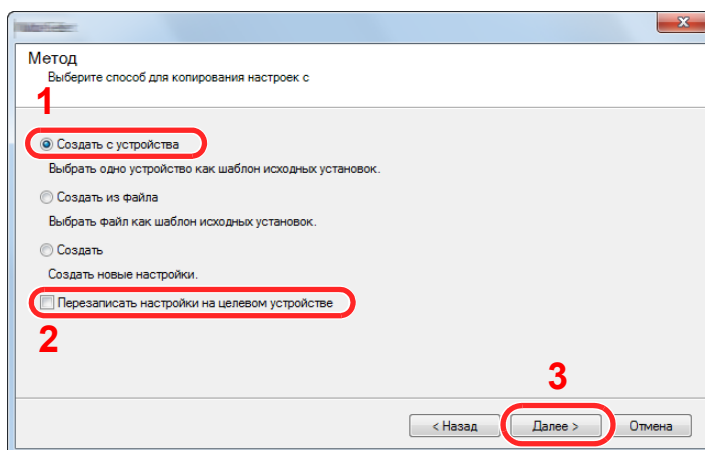 Метод
Выберите способ для копирования настроек с
1
Создать с устройства
Выбрать одно устройство как шаблон исходных установок.
Создать из файла
Выбрать файл как шаблон исходных установок.
Создать
Создать новые настройки.
Перезаписать настройки на целевом устройстве
2
3
< Назад Далее > Отмена